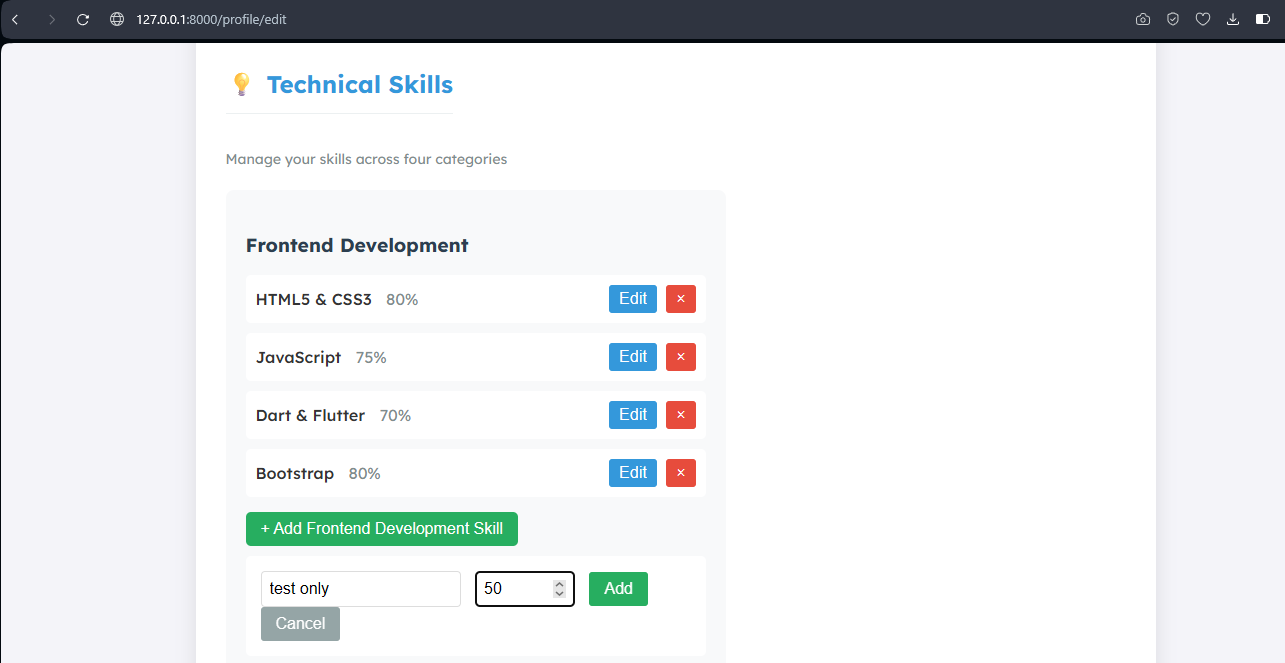 127.0.0.1:8000/profile/edit
💡 Technical Skills
Manage your skills across four categories
Frontend Development
HTML5 & CSS3 80% Edit ×
JavaScript 75% Edit ×
Dart & Flutter 70% Edit ×
Bootstrap 80% Edit ×
+ Add Frontend Development Skill
test only 50 Add
Cancel